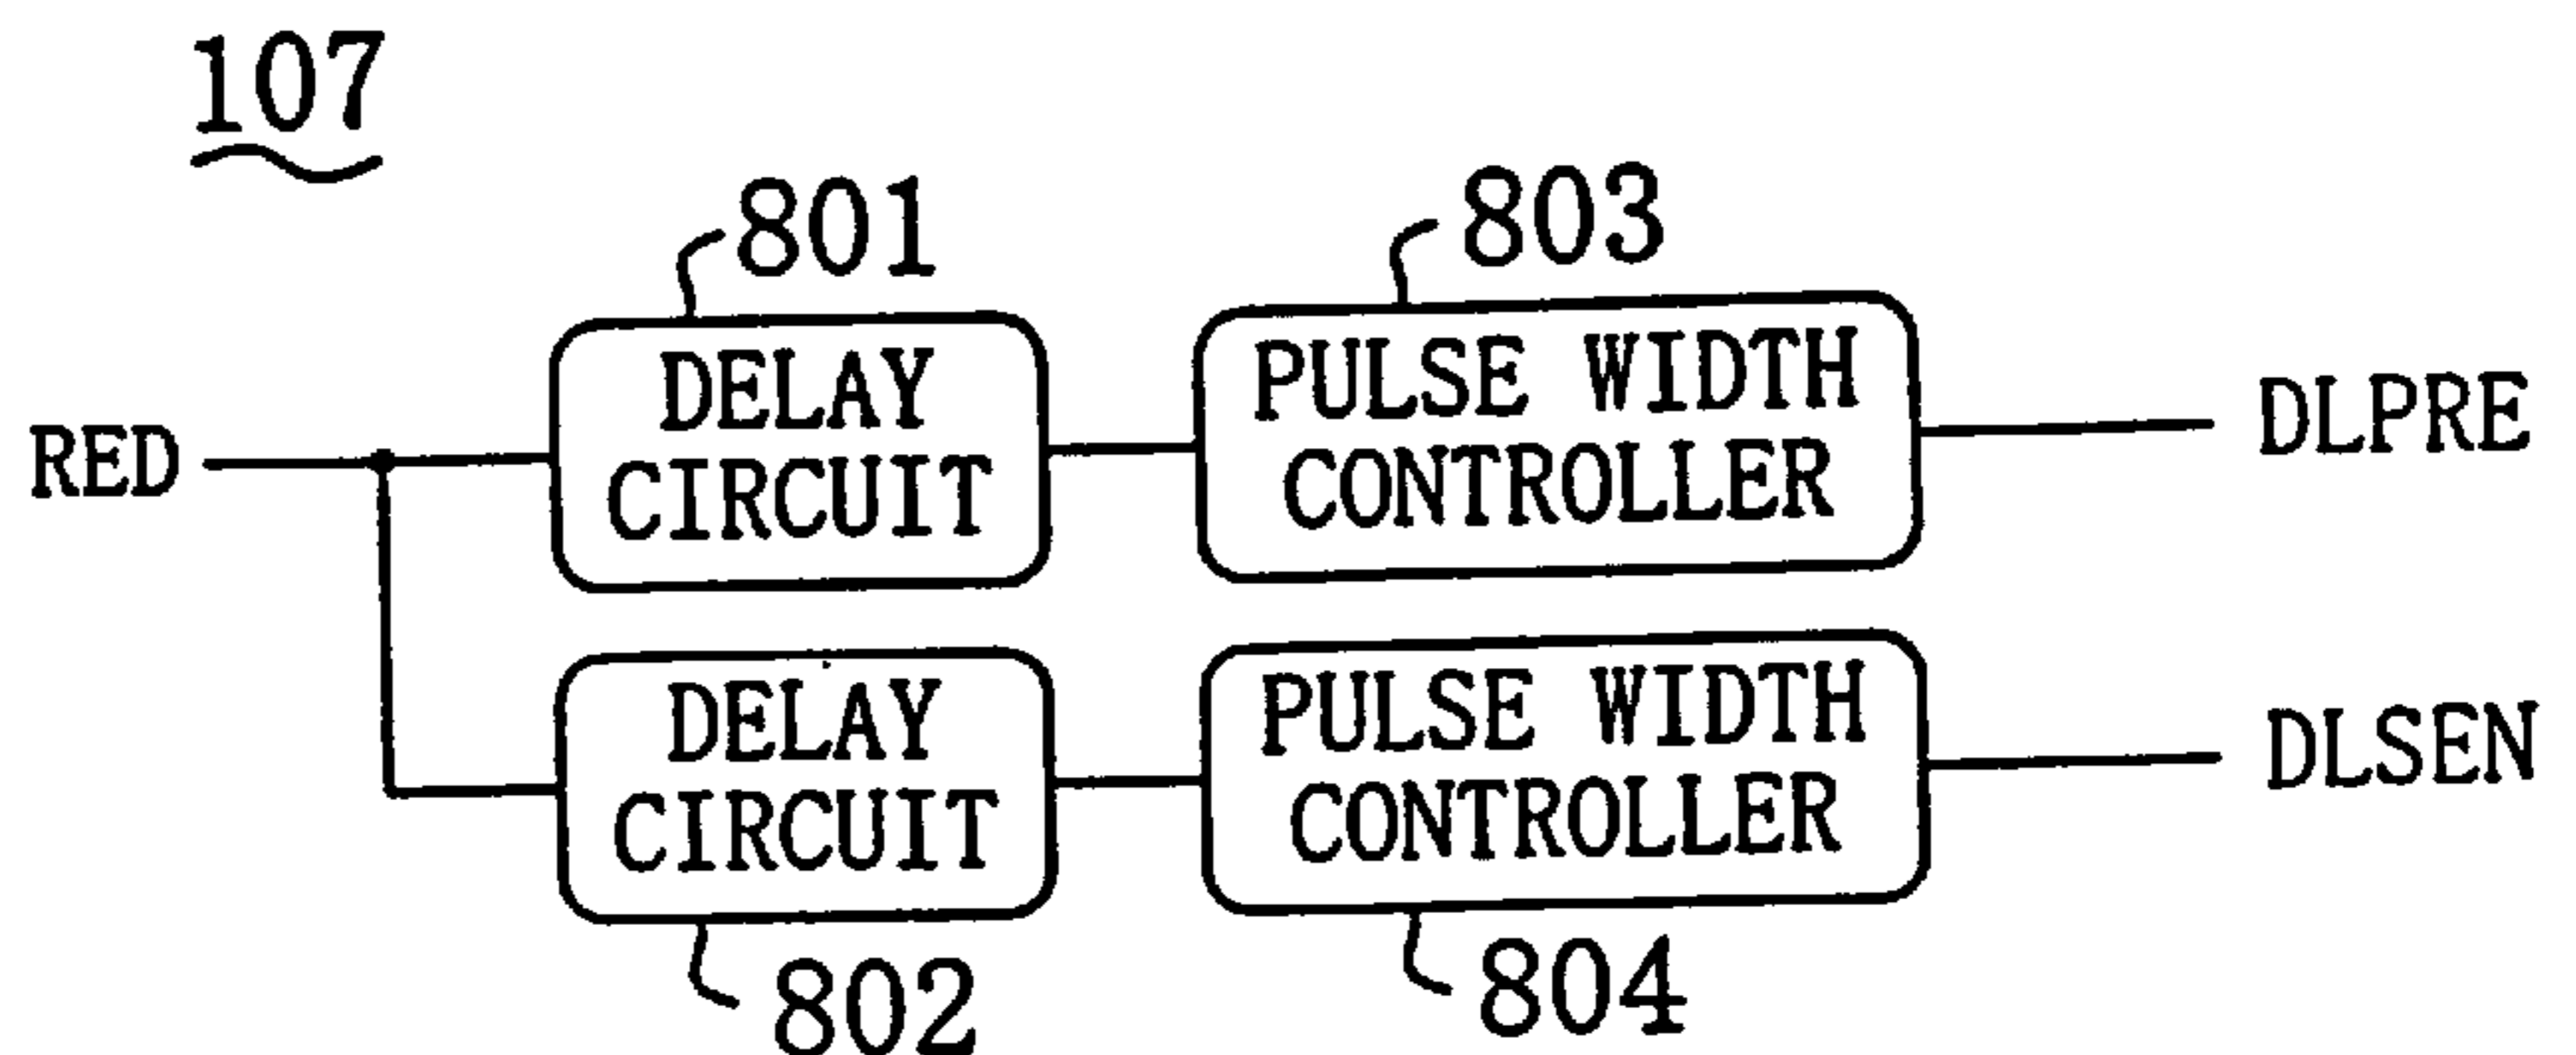 107
801
803
RED
DELAY
CIRCUIT
PULSE WIDTH
CONTROLLER
DLPRE
DELAY
CIRCUIT
PULSE WIDTH
CONTROLLER
DLSEN
802
804